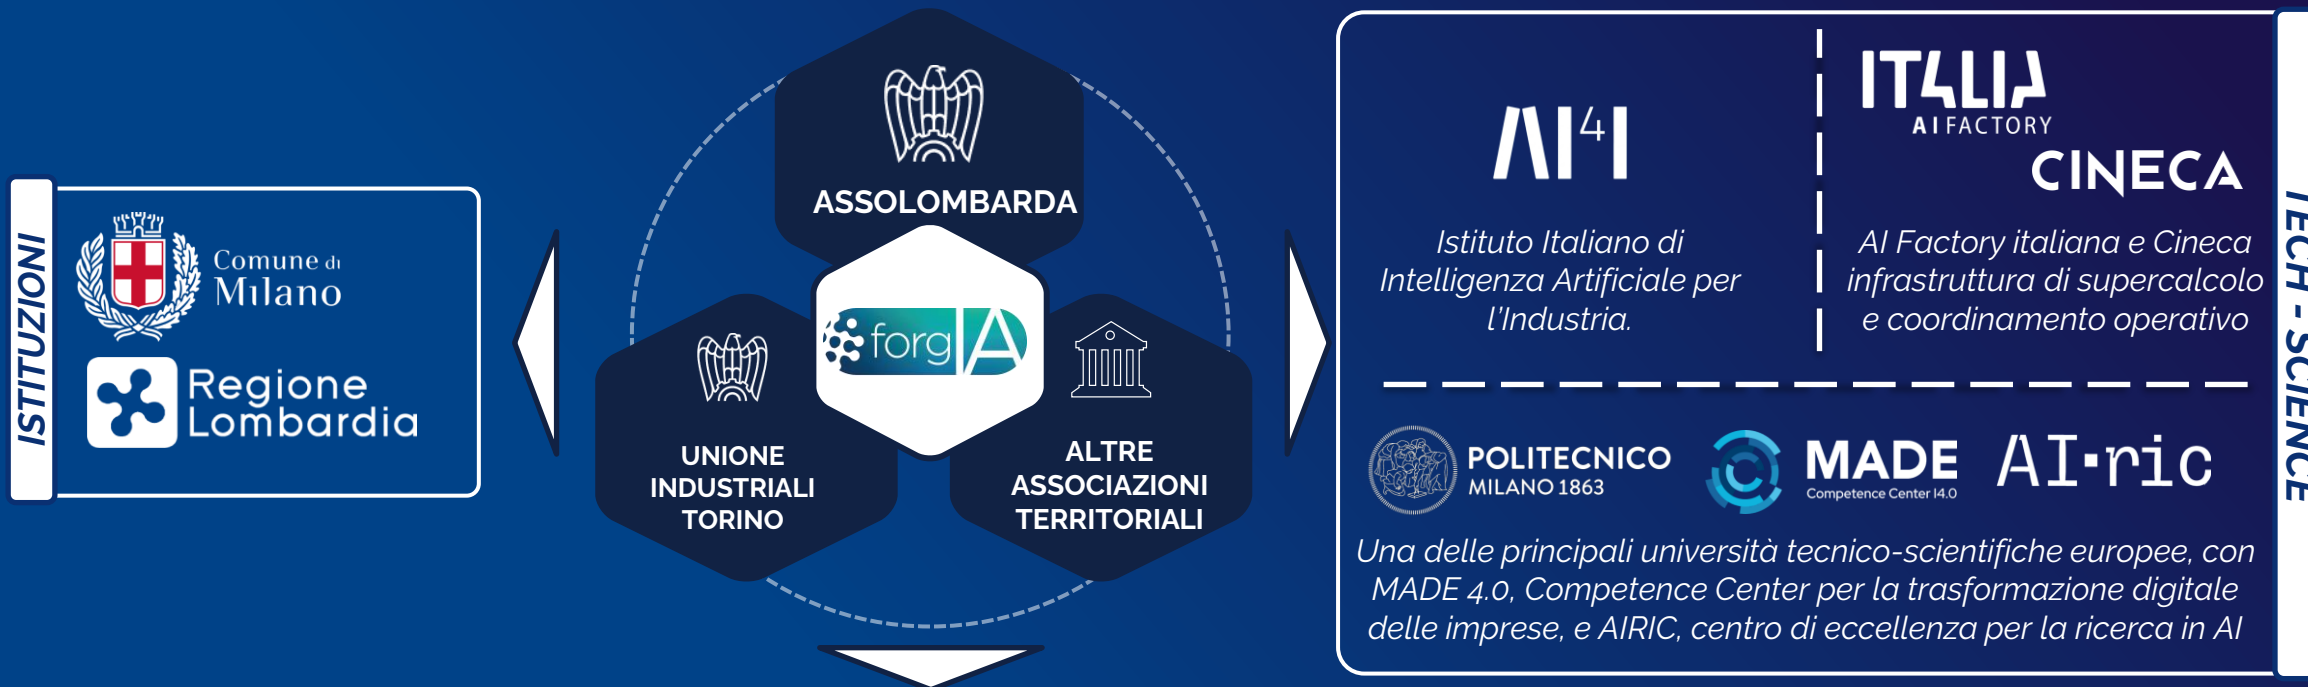 ISTITUZIONI
Comune di
Milano
Regione
Lombardia
ASSOLOMBARDA
forgIA
UNIONE
INDUSTRIALI
TORINO
ALTRE
ASSOCIAZIONI
TERRITORIALI
AI4I
Istituto Italiano di
Intelligenza Artificiale per
l'Industria.
IT4LIA
AI FACTORY
CINECA
AI Factory italiana e Cineca
infrastruttura di supercalcolo
e coordinamento operativo
POLITECNICO
MILANO 1863
MADE
Competence Center I4.0
AI·ric
Una delle principali università tecnico-scientifiche europee, con
MADE 4.0, Competence Center per la trasformazione digitale
delle imprese, e AIRIC, centro di eccellenza per la ricerca in AI
TECH - SCIENCE